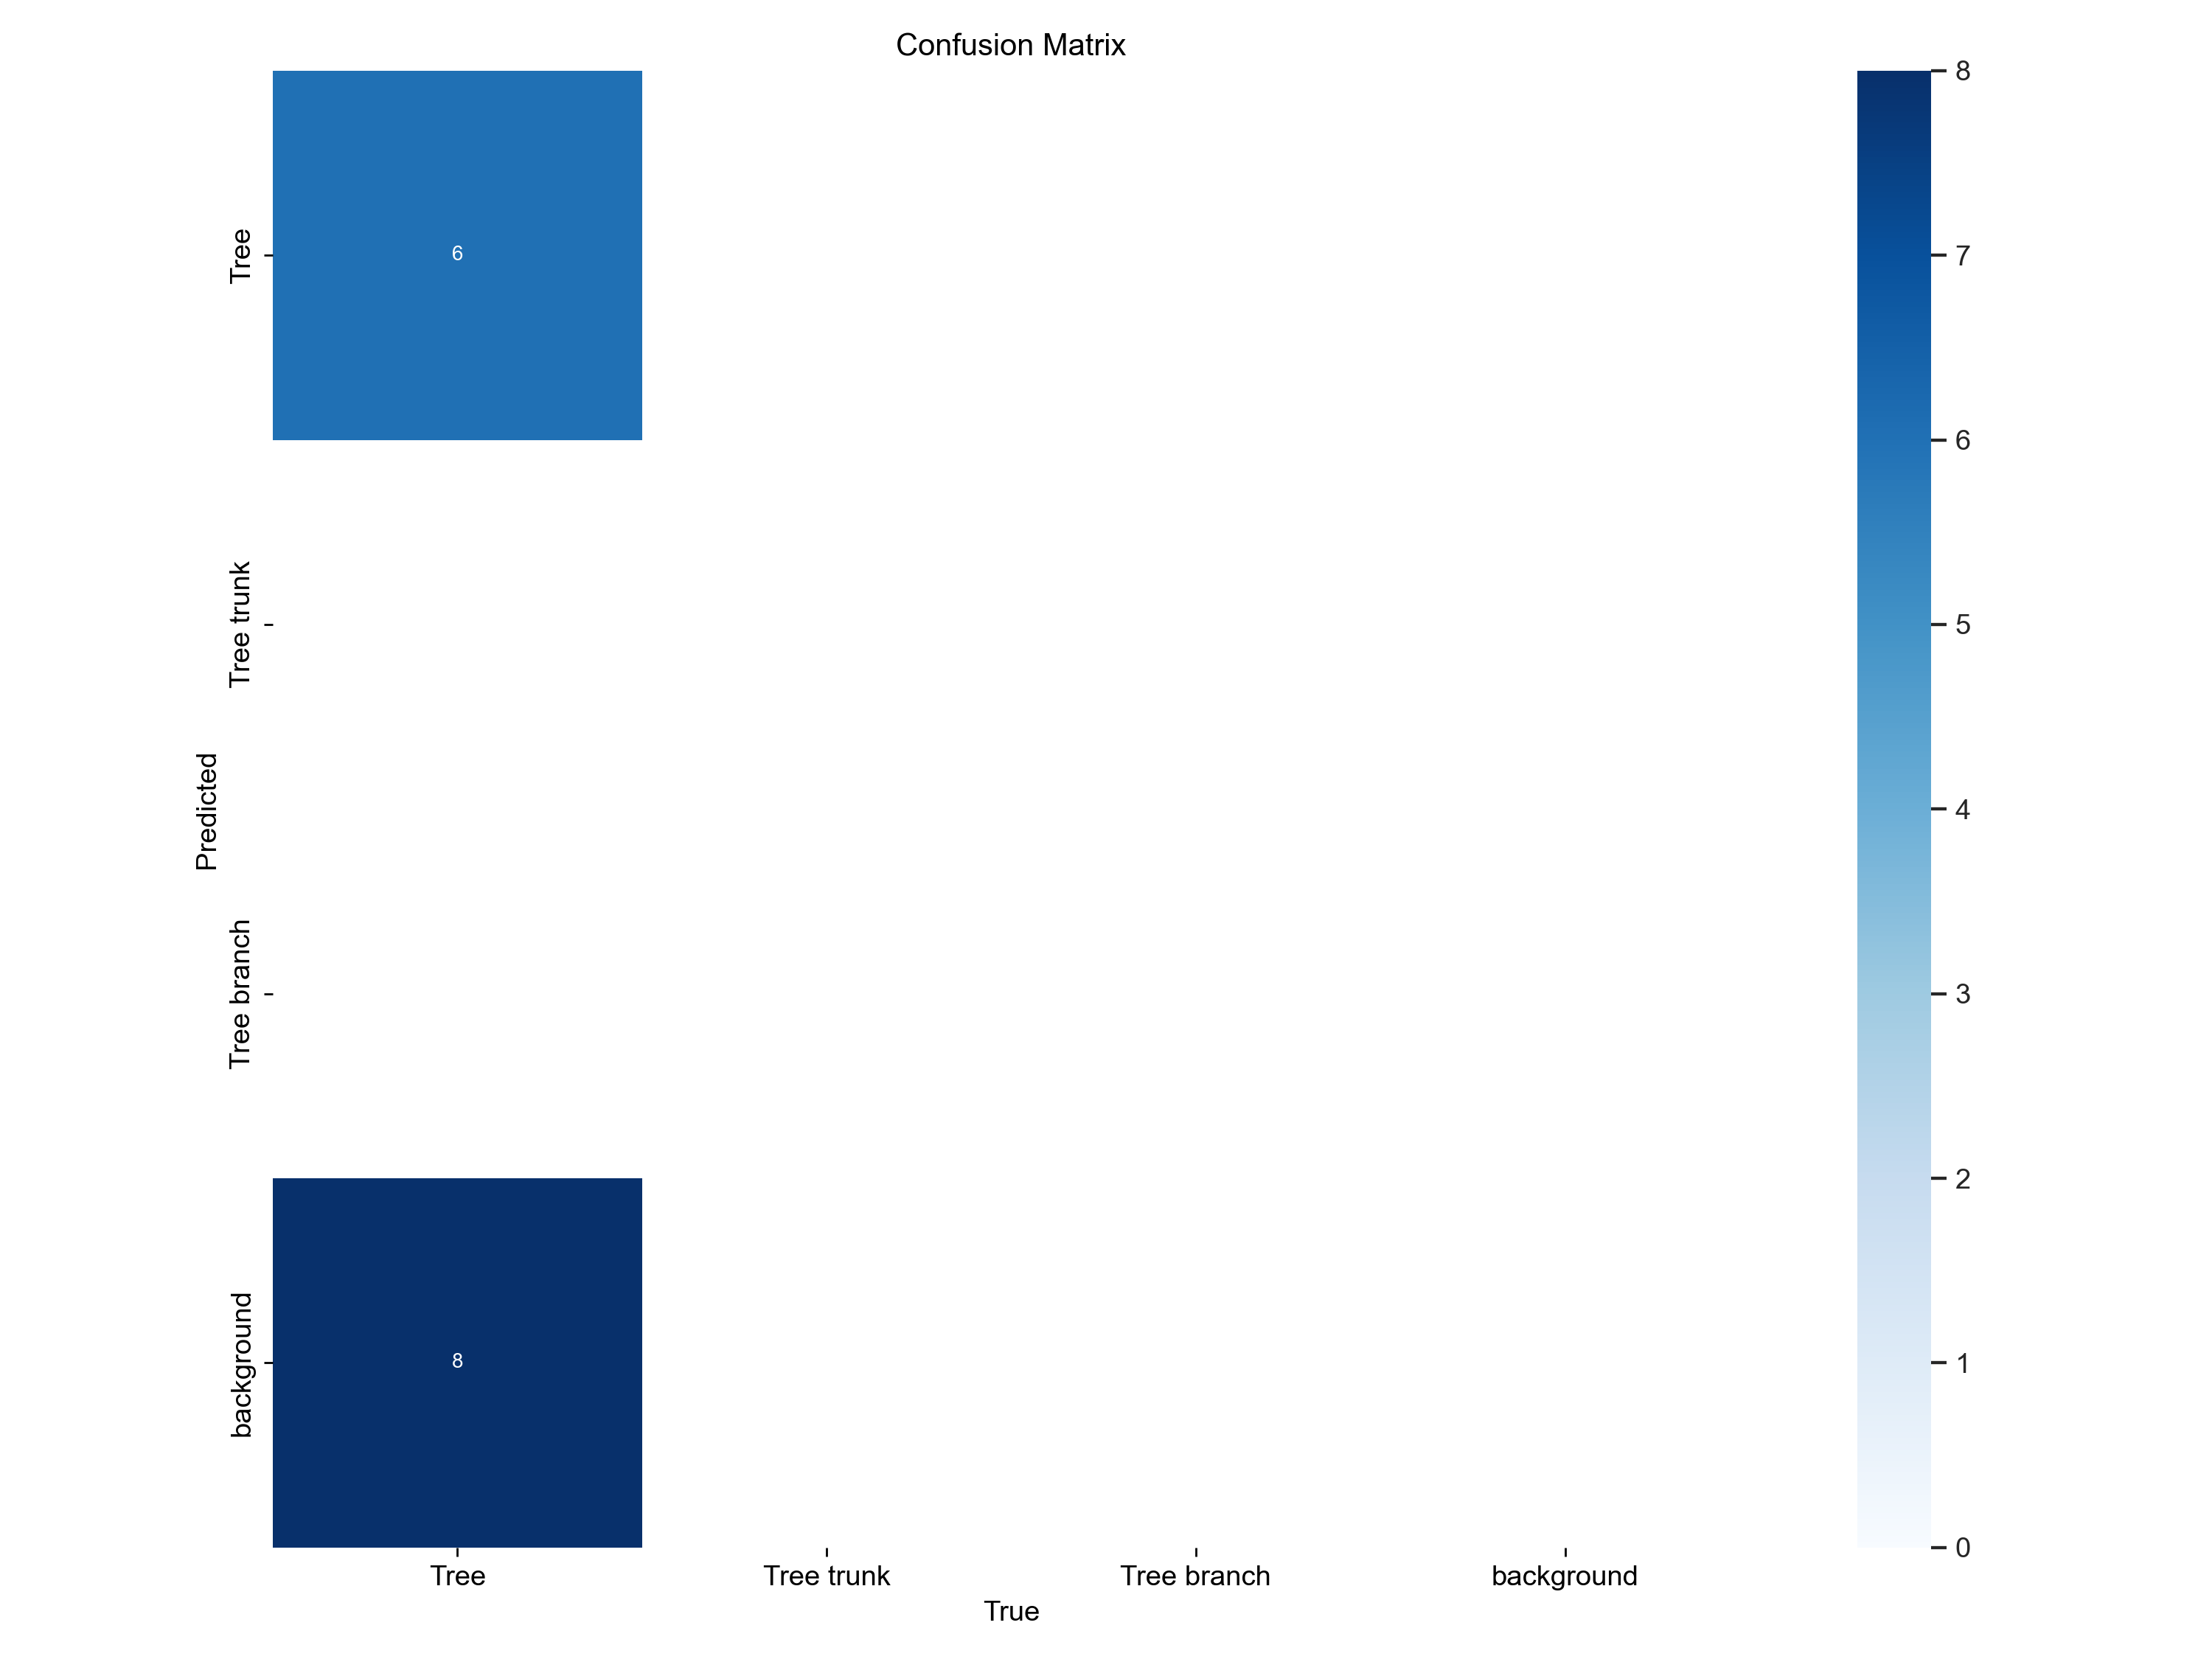 Confusion Matrix
Tree
Tree trunk
Tree branch
background
Predicted
6
8
Tree
Tree trunk
Tree branch
background
True
8
7
6
5
4
3
2
1
0